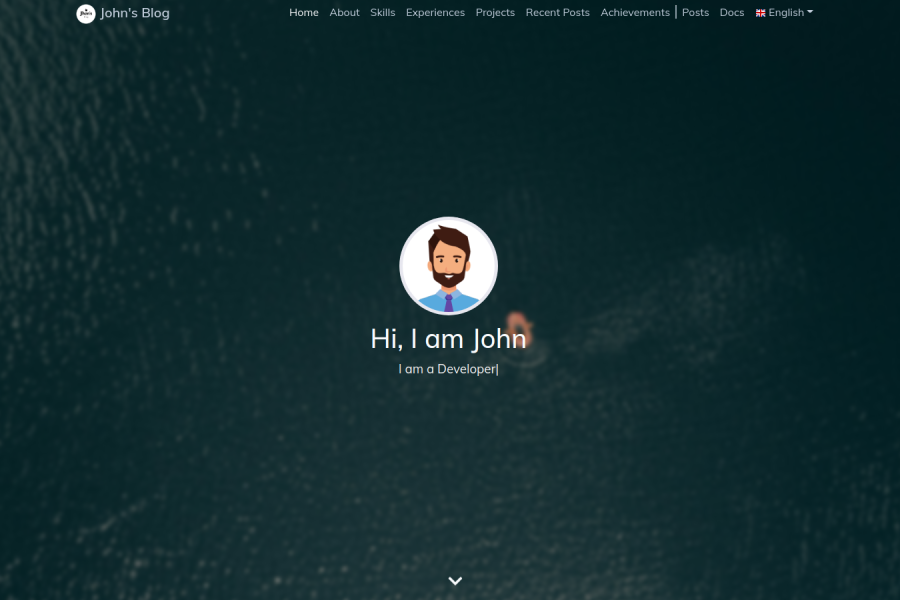 John's Blog
Home About Skills Experiences Projects Recent Posts Achievements | Posts Docs English
Hi, I am John
I am a Developer|